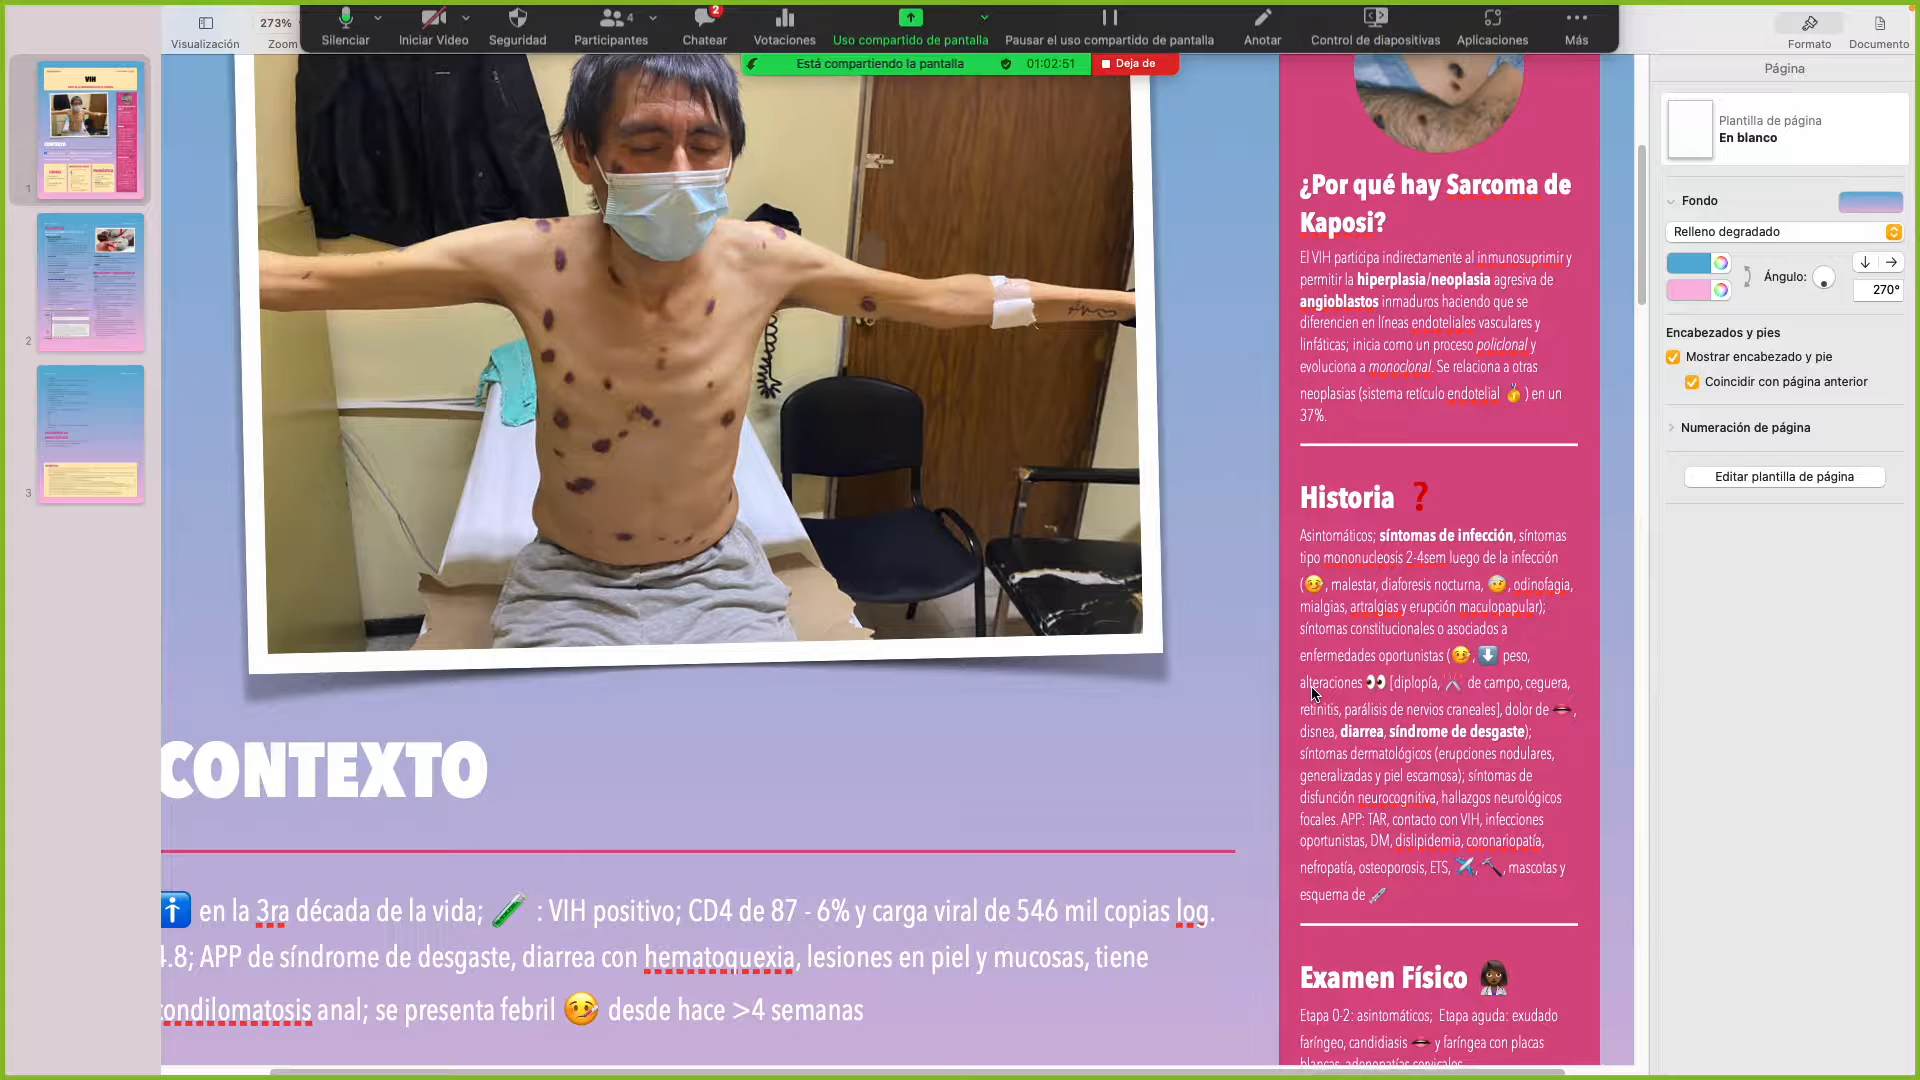 Visualización
273%
Zoom
Silenciar
Iniciar Video
Seguridad
4
Participantes
2
Chatear
Votaciones
Uso compartido de pantalla
Pausar el uso compartido de pantalla
Anotar
Control de diapositivas
Aplicaciones
Más
Formato
Documento
Está compartiendo la pantalla
01:02:51
Deja de
VIH
CONTEXTO
1
2
3
¿Por qué hay Sarcoma de
Kaposi?
El VIH participa indirectamente al inmunosuprimir y
permitir la hiperplasia/neoplasia agresiva de
angioblastos inmaduros haciendo que se
diferencien en líneas endoteliales vasculares y
linfáticas; inicia como un proceso policlonal y
evoluciona a monoclonal. Se relaciona a otras
neoplasias (sistema retículo endotelial 🥇) en un
37%.
Historia ❓
Asintomáticos; síntomas de infección, síntomas
tipo mononucleosis 2-4sem luego de la infección
(🤒, malestar, diaforesis nocturna, 🤕, odinofagia,
mialgias, artralgias y erupción maculopapular);
síntomas constitucionales o asociados a
enfermedades oportunistas (🤒, ⬇️ peso,
alteraciones 👀 [diplopía, de campo, ceguera,
retinitis, parálisis de nervios craneales], dolor de 👄,
disnea, diarrea, síndrome de desgaste);
síntomas dermatológicos (erupciones nodulares,
generalizadas y piel escamosa); síntomas de
disfunción neurocognitiva, hallazgos neurológicos
focales. APP: TAR, contacto con VIH, infecciones
oportunistas, DM, dislipidemia, coronariopatía,
nefropatía, osteoporosis, ETS, ✈️, 🔨, mascotas y
esquema de 💉
Examen Físico 👩🏿‍⚕️
Etapa 0-2: asintomáticos; Etapa aguda: exudado
faríngeo, candidiasis 👄 y faríngea con placas
blancas, adenopatías cervicales
CONTEXTO
en la 3ra década de la vida; 🧪 : VIH positivo; CD4 de 87 - 6% y carga viral de 546 mil copias log.
4.8; APP de síndrome de desgaste, diarrea con hematoquexia, lesiones en piel y mucosas, tiene
condilomatosis anal; se presenta febril 🤒 desde hace >4 semanas
Página
Plantilla de página
En blanco
Fondo
Relleno degradado
Ángulo:
270°
Encabezados y pies
Mostrar encabezado y pie
Coincidir con página anterior
Numeración de página
Editar plantilla de página